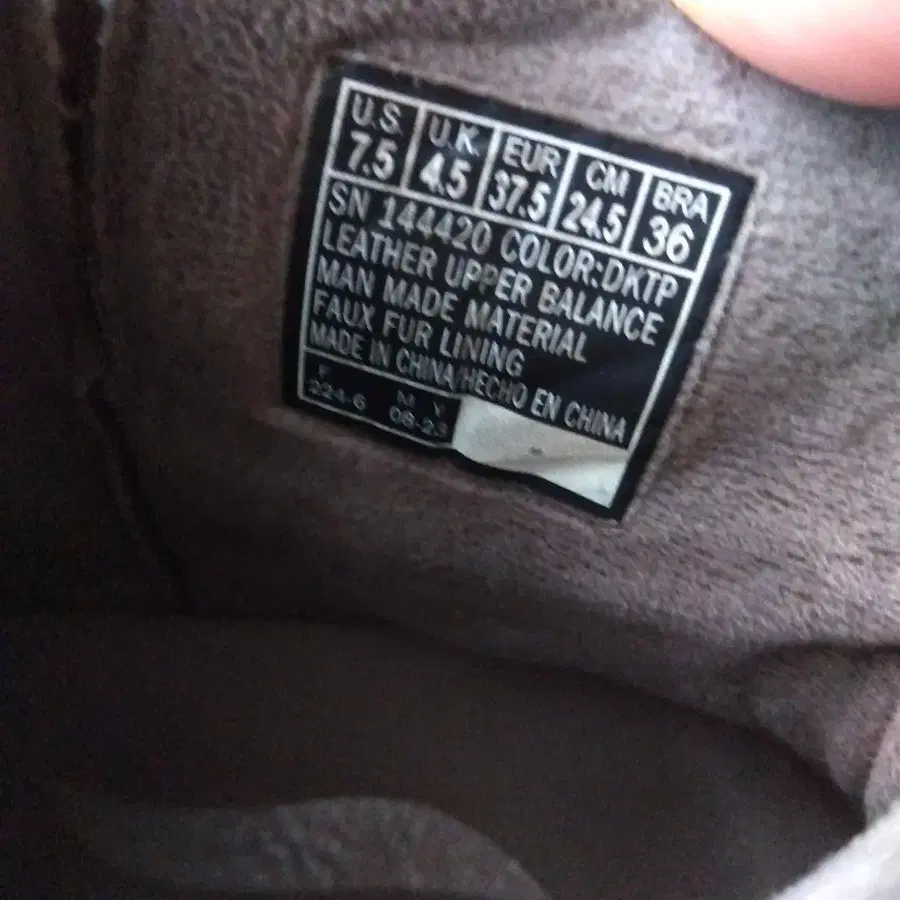 U.S. U.K. EUR CM BRA
7.5 4.5 37.5 24.5 36
SN 144420 COLOR:DKTP
LEATHER UPPER BALANCE
MAN MADE MATERIAL
FAUX FUR LINING
MADE IN CHINA/HECHO EN CHINA
F M Y
224-6 08-23